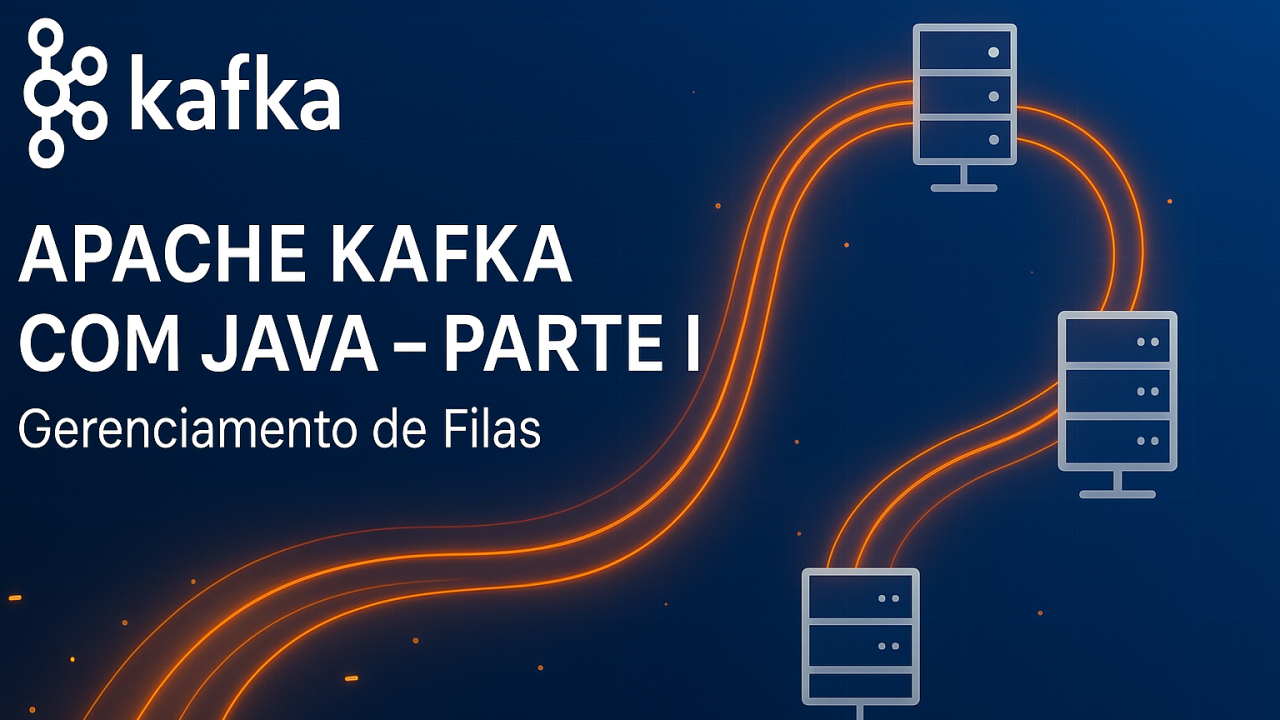 kafka
APACHE KAFKA
COM JAVA – PARTE I
Gerenciamento de Filas